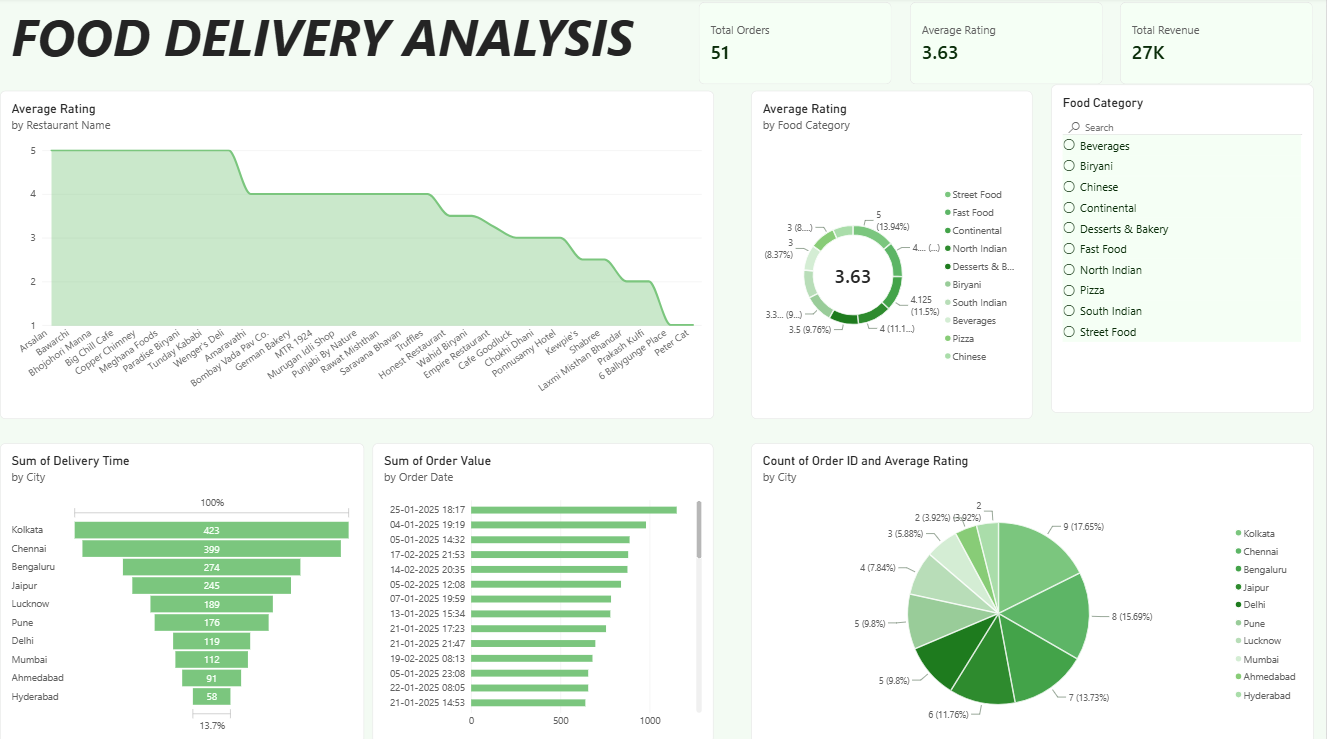 FOOD DELIVERY ANALYSIS
Total Orders
51
Average Rating
3.63
Total Revenue
27K
Average Rating
by Restaurant Name
5
4
3
2
1
Arsalan
Bawarchi
Bhojohori Manna
Big Chill Cafe
Copper Chimney
Meghana Foods
Paradise Biryani
Tunday Kababi
Wenger's Deli
Amaravathi
Bombay Vada Pav Co.
German Bakery
MTR 1924
Murugan Idli Shop
Punjabi By Nature
Rawat Mishthan
Saravana Bhavan
Truffles
Honest Restaurant
Wahid Biryani
Empire Restaurant
Cafe Goodluck
Chokhi Dhani
Ponnusamy Hotel
Kewpie's
Shabree
Laxmi Misthan Bhandar
Prakash Kulfi
6 Ballygunge Place
Peter Cat
Average Rating
by Food Category
5
(13.94%)
4.... (...)
4.125
(11.5%)
4 (11.1...)
3.5 (9.76%)
3.3... (9...)
3
(8.37%)
3 (8....)
3.63
Street Food
Fast Food
Continental
North Indian
Desserts & B...
Biryani
South Indian
Beverages
Pizza
Chinese
Food Category
Search
Beverages
Biryani
Chinese
Continental
Desserts & Bakery
Fast Food
North Indian
Pizza
South Indian
Street Food
Sum of Delivery Time
by City
100%
Kolkata 423
Chennai 399
Bengaluru 274
Jaipur 245
Lucknow 189
Pune 176
Delhi 119
Mumbai 112
Ahmedabad 91
Hyderabad 58
13.7%
Sum of Order Value
by Order Date
25-01-2025 18:17
04-01-2025 19:19
05-01-2025 14:32
17-02-2025 21:53
14-02-2025 20:35
05-02-2025 12:08
07-01-2025 19:59
13-01-2025 15:34
21-01-2025 17:23
21-01-2025 21:47
19-02-2025 08:13
05-01-2025 23:08
22-01-2025 08:05
21-01-2025 14:53
0 500 1000
Count of Order ID and Average Rating
by City
9 (17.65%)
8 (15.69%)
7 (13.73%)
6 (11.76%)
5 (9.8%)
5 (9.8%)
4 (7.84%)
3 (5.88%)
2 (3.92%)
2
(3.92%)
Kolkata
Chennai
Bengaluru
Jaipur
Delhi
Pune
Lucknow
Mumbai
Ahmedabad
Hyderabad